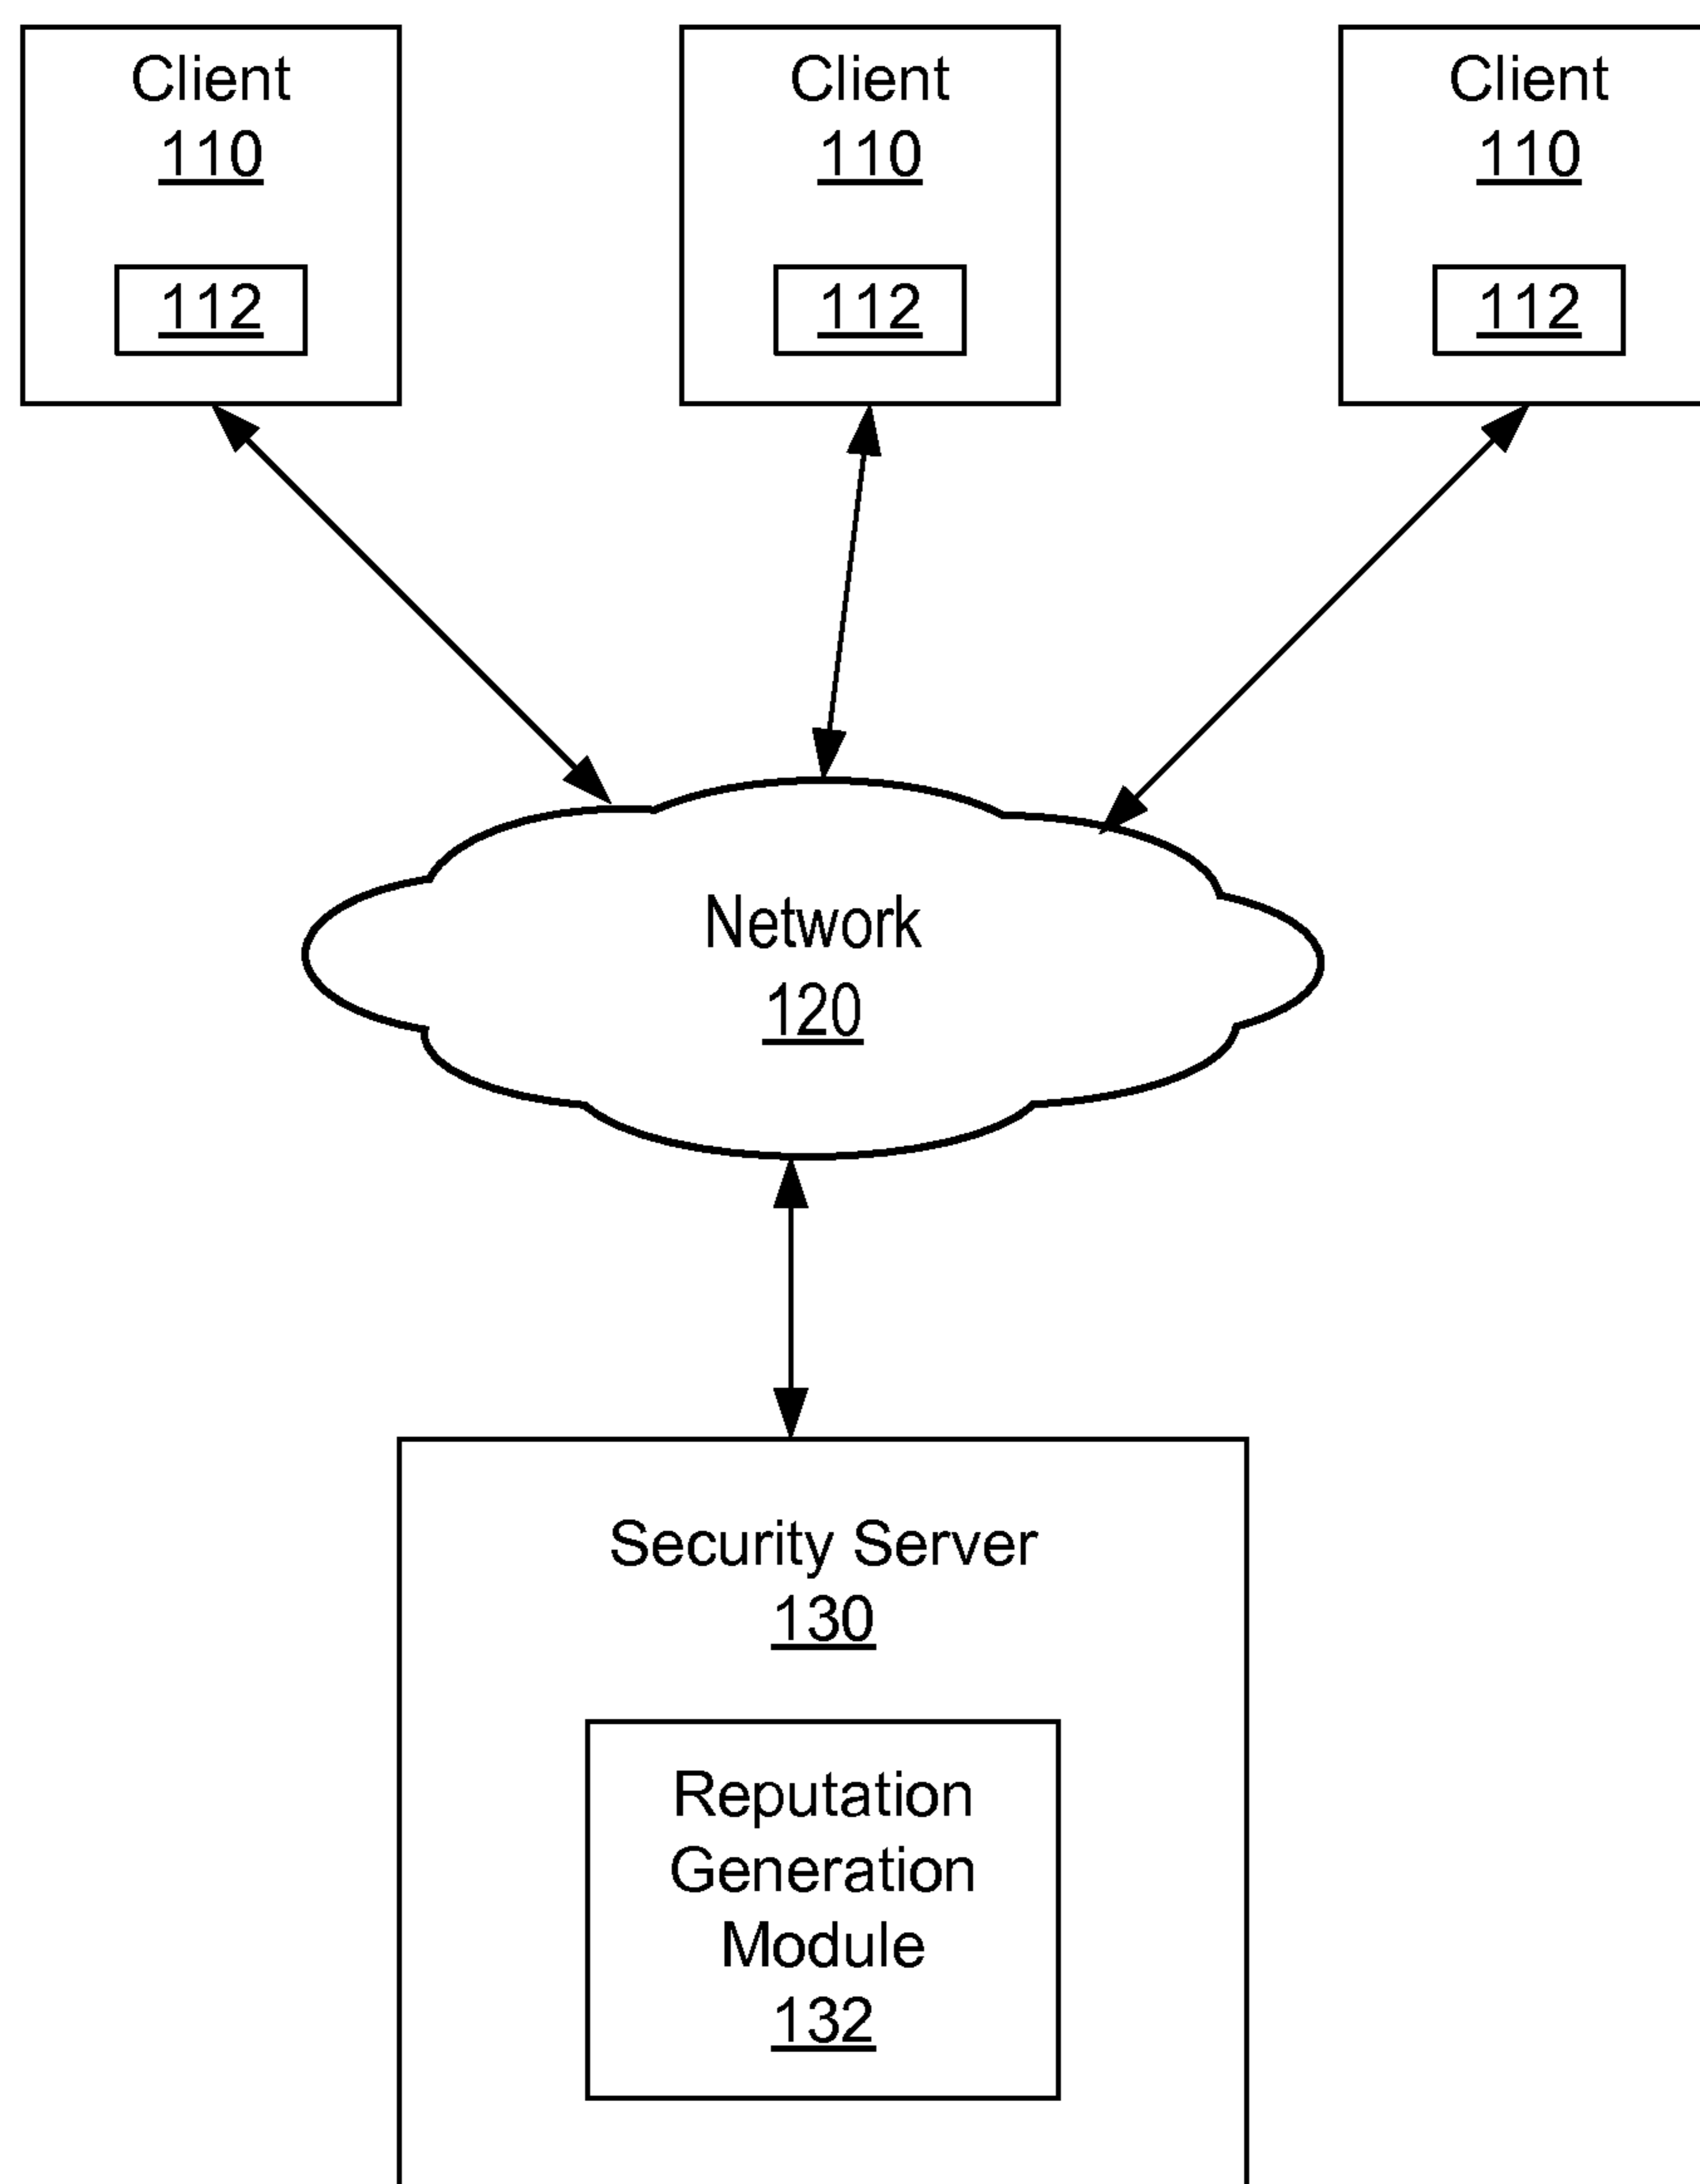 Client
110
112
Client
110
112
Client
110
112
Network
120
Security Server
130
Reputation
Generation
Module
132